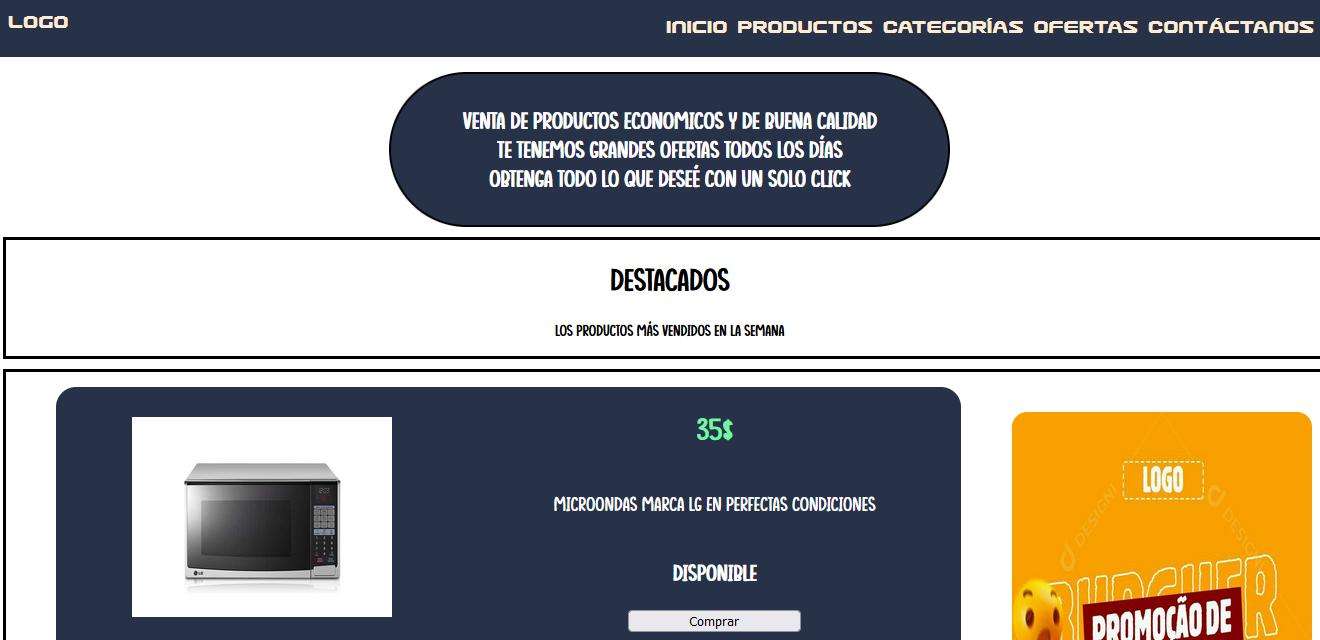 LOGO
INICIO PRODUCTOS CATEGORÍAS OFERTAS CONTÁCTANOS
VENTA DE PRODUCTOS ECONOMICOS Y DE BUENA CALIDAD
TE TENEMOS GRANDES OFERTAS TODOS LOS DÍAS
OBTENGA TODO LO QUE DESEÉ CON UN SOLO CLICK
DESTACADOS
LOS PRODUCTOS MÁS VENDIDOS EN LA SEMANA
35$
MICROONDAS MARCA LG EN PERFECTAS CONDICIONES
DISPONIBLE
Comprar
LG
LOGO
DESIGNI
BURGUER
PROMOÇÃO DE